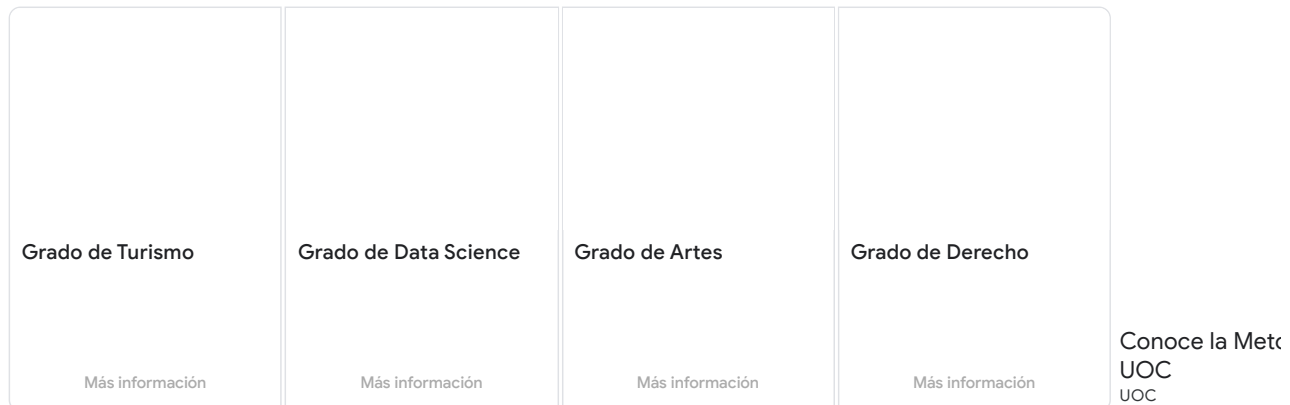 Grado de Turismo
Más información
Grado de Data Science
Más información
Grado de Artes
Más información
Grado de Derecho
Más información
Conoce la
UOC
UOC